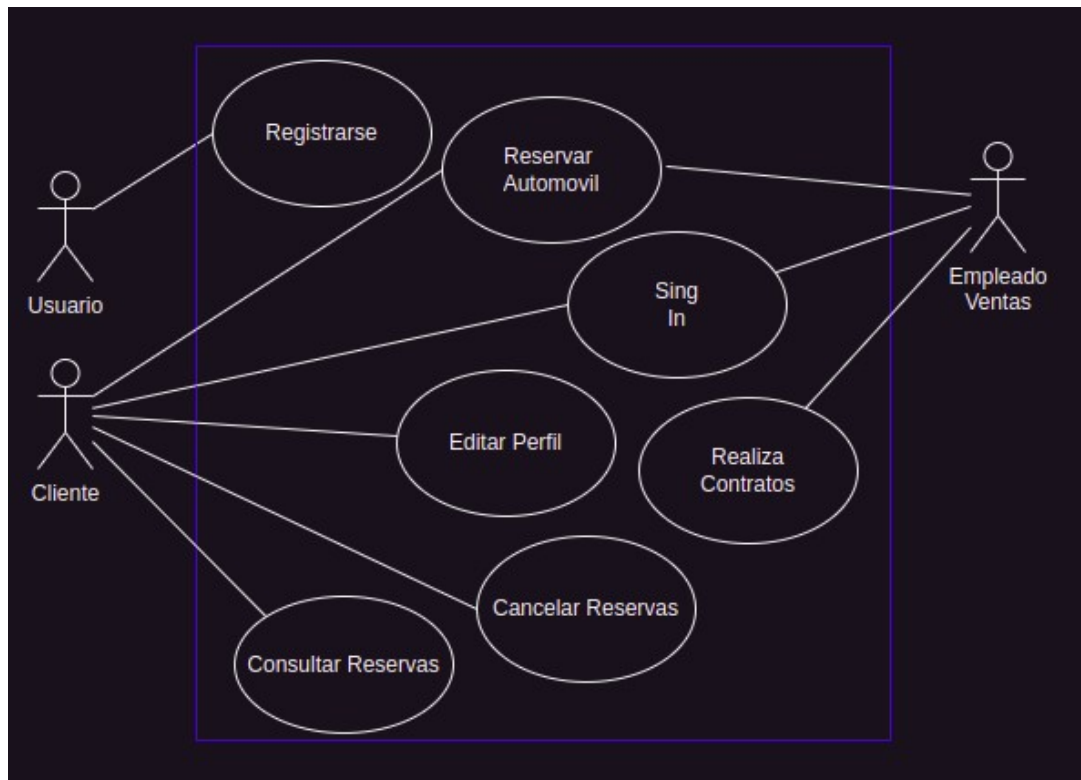 Registrarse
Reservar
Automovil
Usuario
Sing
In
Empleado
Ventas
Cliente
Editar Perfil
Realiza
Contratos
Cancelar Reservas
Consultar Reservas